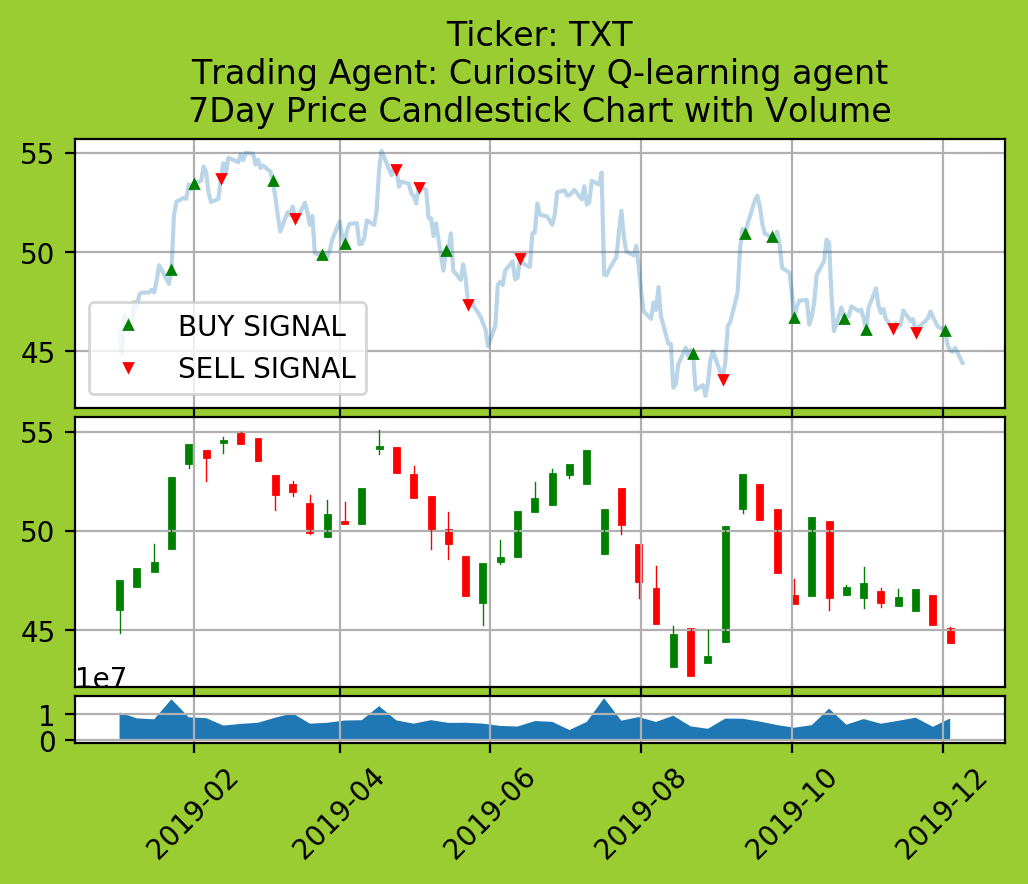 Ticker: TXT
Trading Agent: Curiosity Q-learning agent
7Day Price Candlestick Chart with Volume
55
50
45
BUY SIGNAL
SELL SIGNAL
55
50
45
1e7
1
0
2019-02
2019-04
2019-06
2019-08
2019-10
2019-12